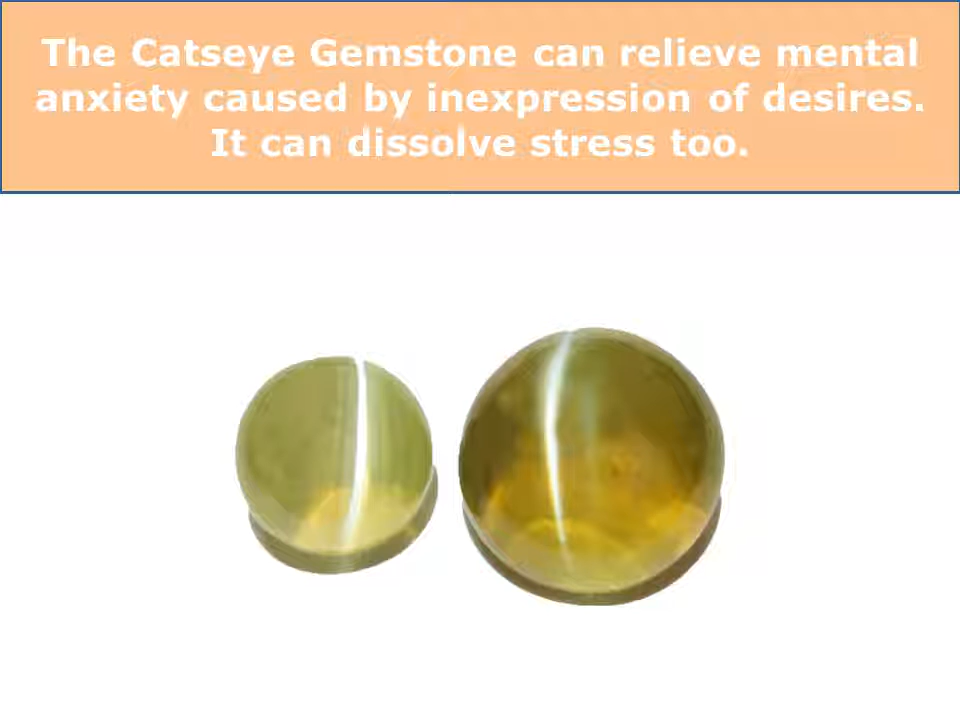 The Catseye Gemstone can relieve mental
anxiety caused by inexpression of desires.
It can dissolve stress too.